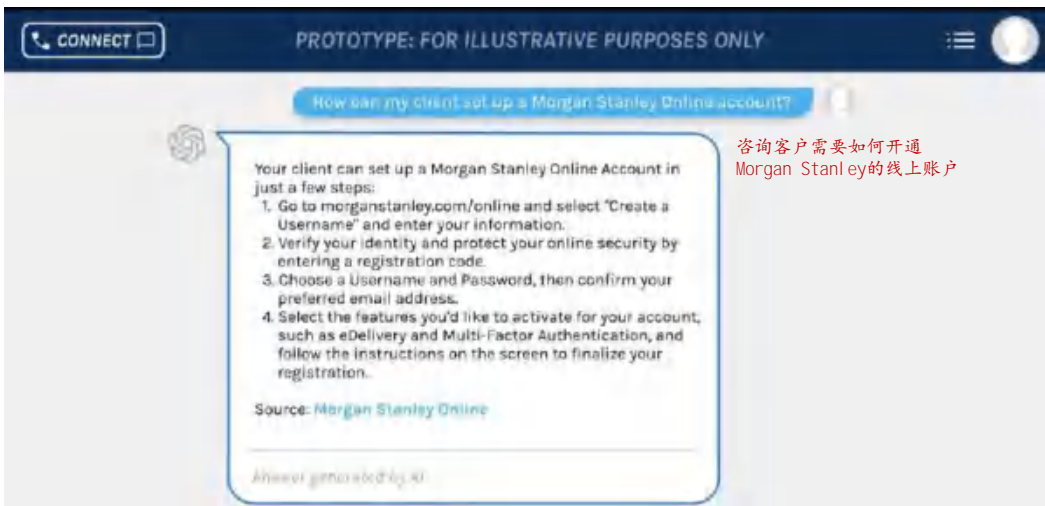 CONNECT
PROTOTYPE: FOR ILLUSTRATIVE PURPOSES ONLY
How can my client set up a Morgan Stanley Online account?
咨询客户需要如何开通
Morgan Stanley的线上账户
Your client can set up a Morgan Stanley Online Account in
just a few steps:
1. Go to morganstanley.com/online and select "Create a
Username" and enter your information.
2. Verify your identity and protect your online security by
entering a registration code.
3. Choose a Username and Password, then confirm your
preferred email address.
4. Select the features you'd like to activate for your account,
such as eDelivery and Multi-Factor Authentication, and
follow the instructions on the screen to finalize your
registration.
Source: Morgan Stanley Online
Answer generated by AI